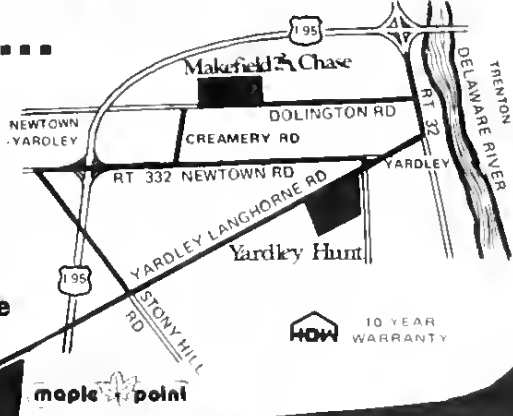 I 95
Makefield Chase
DELAWARE RIVER
TRENTON
RT 32
DOLINGTON RD
NEWTOWN
-YARDLEY
CREAMERY RD
YARDLEY
RT 332 NEWTOWN RD
YARDLEY LANGHORNE RD
Yardley Hunt
I 95
STONY HILL
RD
e
HOW
10 YEAR
WARRANTY
maple point